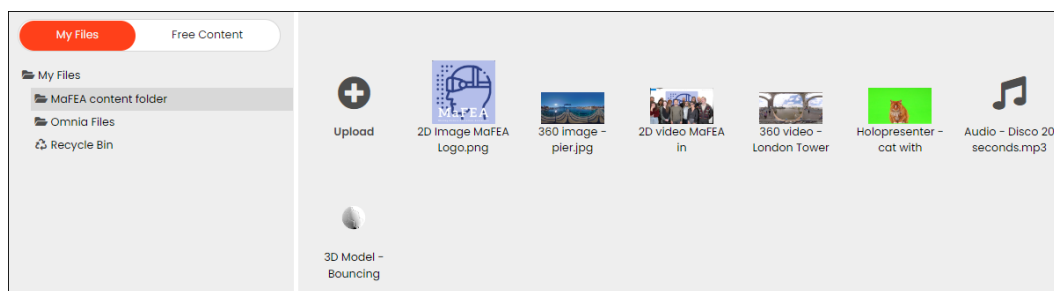 My Files
Free Content
My Files
MaFEA content folder
Omnia Files
Recycle Bin
Upload
MaFEA
2D Image MaFEA
Logo.png
360 image -
pier.jpg
2D video MaFEA
in
360 video -
London Tower
Holopresenter -
cat with
Audio - Disco 20
seconds.mp3
3D Model -
Bouncing